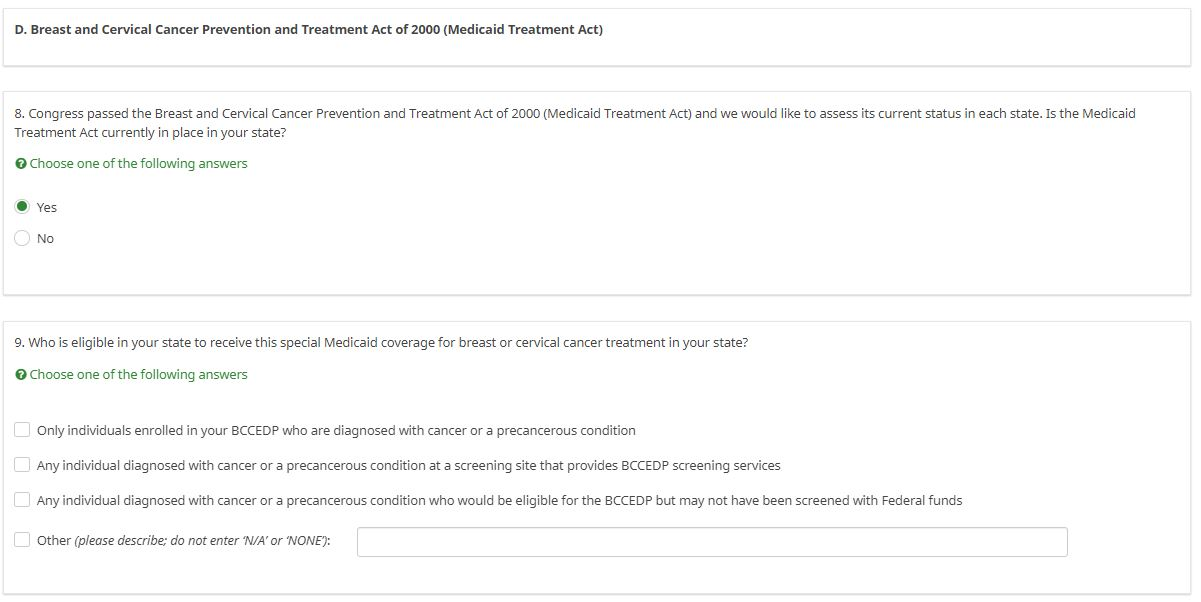 D. Breast and Cervical Cancer Prevention and Treatment Act of 2000 (Medicaid Treatment Act)
8. Congress passed the Breast and Cervical Cancer Prevention and Treatment Act of 2000 (Medicaid Treatment Act) and we would like to assess its current status in each state. Is the Medicaid
Treatment Act currently in place in your state?
Choose one of the following answers
Yes
No
9. Who is eligible in your state to receive this special Medicaid coverage for breast or cervical cancer treatment in your state?
Choose one of the following answers
Only individuals enrolled in your BCCEDP who are diagnosed with cancer or a precancerous condition
Any individual diagnosed with cancer or a precancerous condition at a screening site that provides BCCEDP screening services
Any individual diagnosed with cancer or a precancerous condition who would be eligible for the BCCEDP but may not have been screened with Federal funds
Other (please describe; do not enter 'N/A' or 'NONE'):